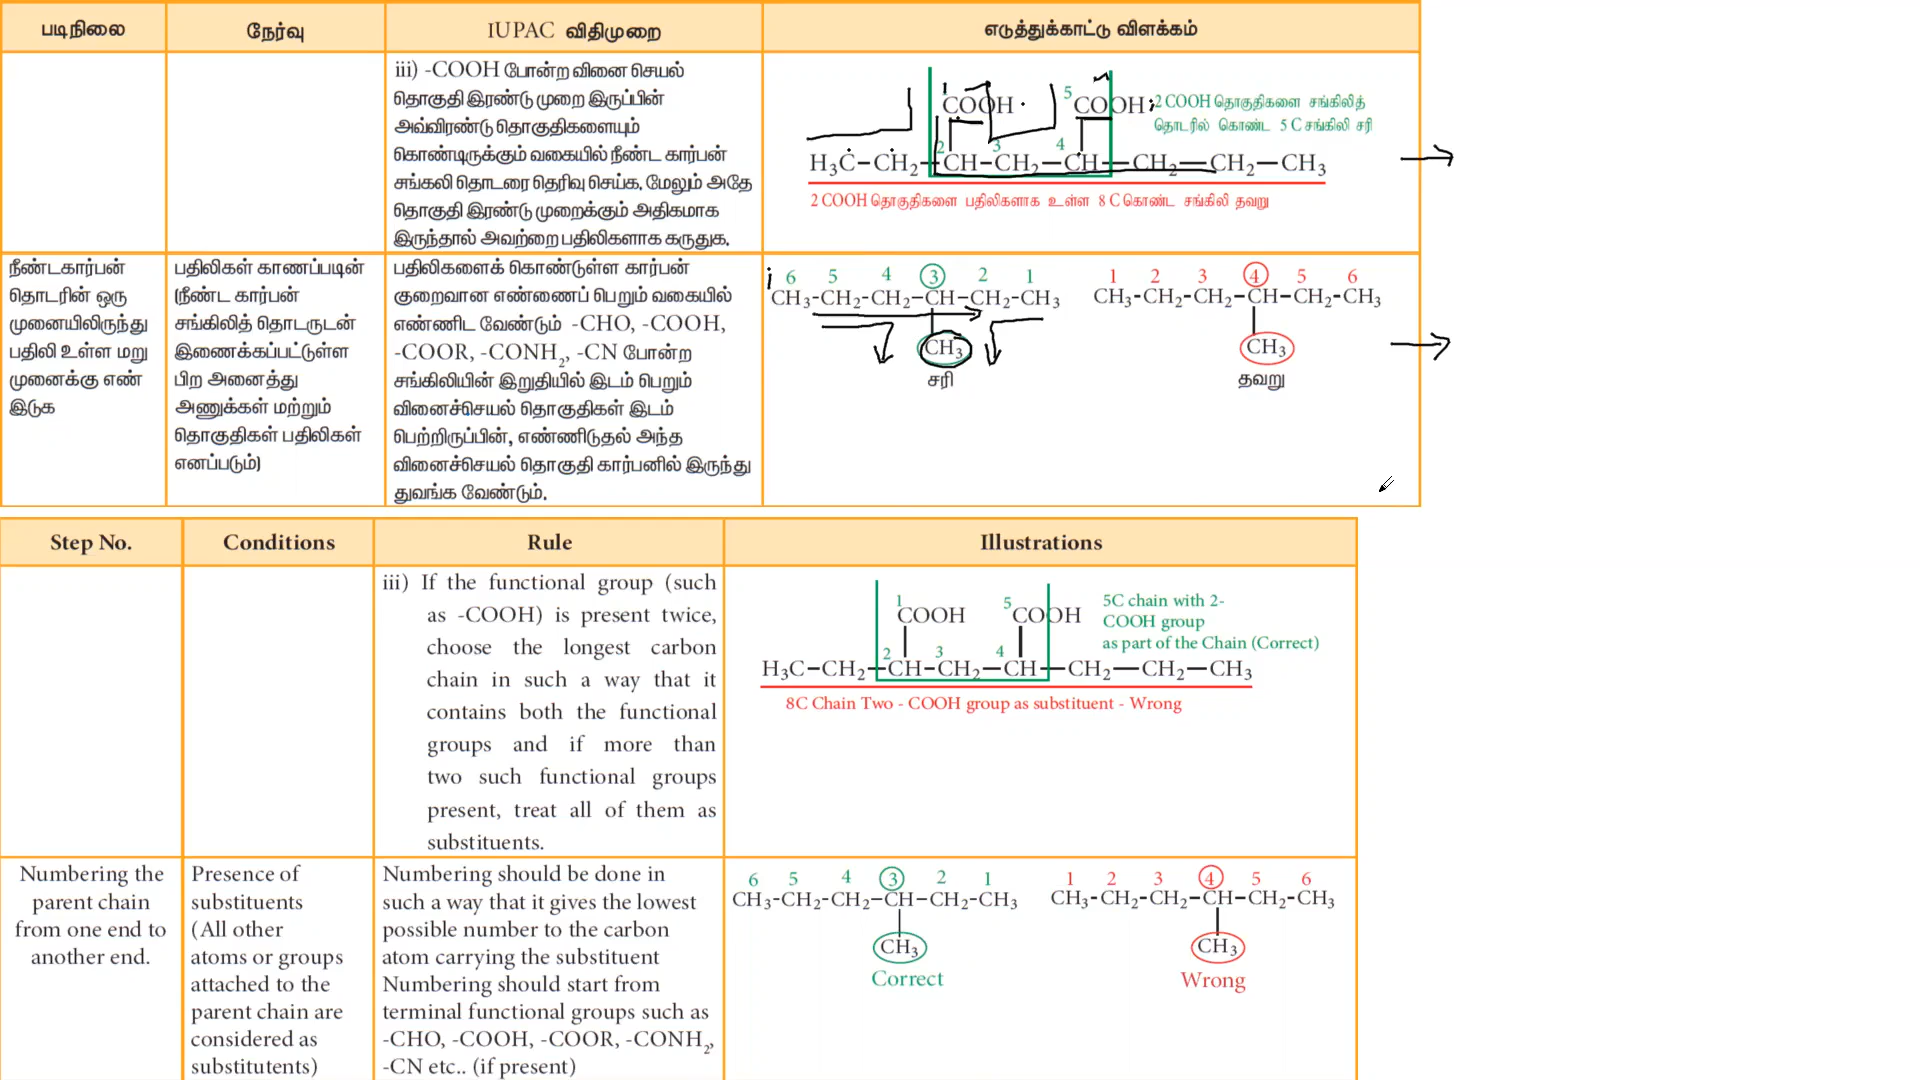 படிநிலை
நேர்வு
IUPAC விதிமுறை
எடுத்துக்காட்டு விளக்கம்
iii) -COOH போன்ற வினை செயல்
தொகுதி இரண்டு முறை இருப்பின்
அவ்விரண்டு தொகுதிகளையும்
கொண்டிருக்கும் வகையில் நீண்ட கார்பன்
சங்கலி தொடரை தெரிவு செய்க. மேலும் அதே
தொகுதி இரண்டு முறைக்கும் அதிகமாக
இருந்தால் அவற்றை பதிலிகளாக கருதுக.
1 COOH 5 COOH
2 COOH தொகுதிகளை சங்கிலித்
தொடரில் கொண்ட 5 C சங்கிலி சரி
2 3 4
H₃C–CH₂–CH–CH₂–CH–CH₂–CH₂–CH₃
2 COOH தொகுதிகளை பதிலிகளாக உள்ள 8 C கொண்ட சங்கிலி தவறு
நீண்டகார்பன்
தொடரின் ஒரு
முனையிலிருந்து
பதிலி உள்ள மறு
முனைக்கு எண்
இடுக
பதிலிகள் காணப்படின்
(நீண்ட கார்பன்
சங்கிலித் தொடருடன்
இணைக்கப்பட்டுள்ள
பிற அனைத்து
அணுக்கள் மற்றும்
தொகுதிகள் பதிலிகள்
எனப்படும்)
பதிலிகளைக் கொண்டுள்ள கார்பன்
குறைவான எண்ணைப் பெறும் வகையில்
எண்ணிட வேண்டும் -CHO, -COOH,
-COOR, -CONH₂, -CN போன்ற
சங்கிலியின் இறுதியில் இடம் பெறும்
வினைச்செயல் தொகுதிகள் இடம்
பெற்றிருப்பின், எண்ணிடுதல் அந்த
வினைச்செயல் தொகுதி கார்பனில் இருந்து
துவங்க வேண்டும்.
6 5 4 3 2 1
CH₃-CH₂-CH₂-CH-CH₂-CH₃
CH₃
சரி
1 2 3 4 5 6
CH₃-CH₂-CH₂-CH-CH₂-CH₃
CH₃
தவறு
Step No.
Conditions
Rule
Illustrations
iii) If the functional group (such
as -COOH) is present twice,
choose the longest carbon
chain in such a way that it
contains both the functional
groups and if more than
two such functional groups
present, treat all of them as
substituents.
1 COOH 5 COOH
5C chain with 2-
COOH group
as part of the Chain (Correct)
2 3 4
H₃C–CH₂–CH–CH₂–CH–CH₂–CH₂–CH₃
8C Chain Two - COOH group as substituent - Wrong
Numbering the
parent chain
from one end to
another end.
Presence of
substituents
(All other
atoms or groups
attached to the
parent chain are
considered as
substitutents)
Numbering should be done in
such a way that it gives the lowest
possible number to the carbon
atom carrying the substituent
Numbering should start from
terminal functional groups such as
-CHO, -COOH, -COOR, -CONH₂,
-CN etc.. (if present)
6 5 4 3 2 1
CH₃-CH₂-CH₂-CH-CH₂-CH₃
CH₃
Correct
1 2 3 4 5 6
CH₃-CH₂-CH₂-CH-CH₂-CH₃
CH₃
Wrong